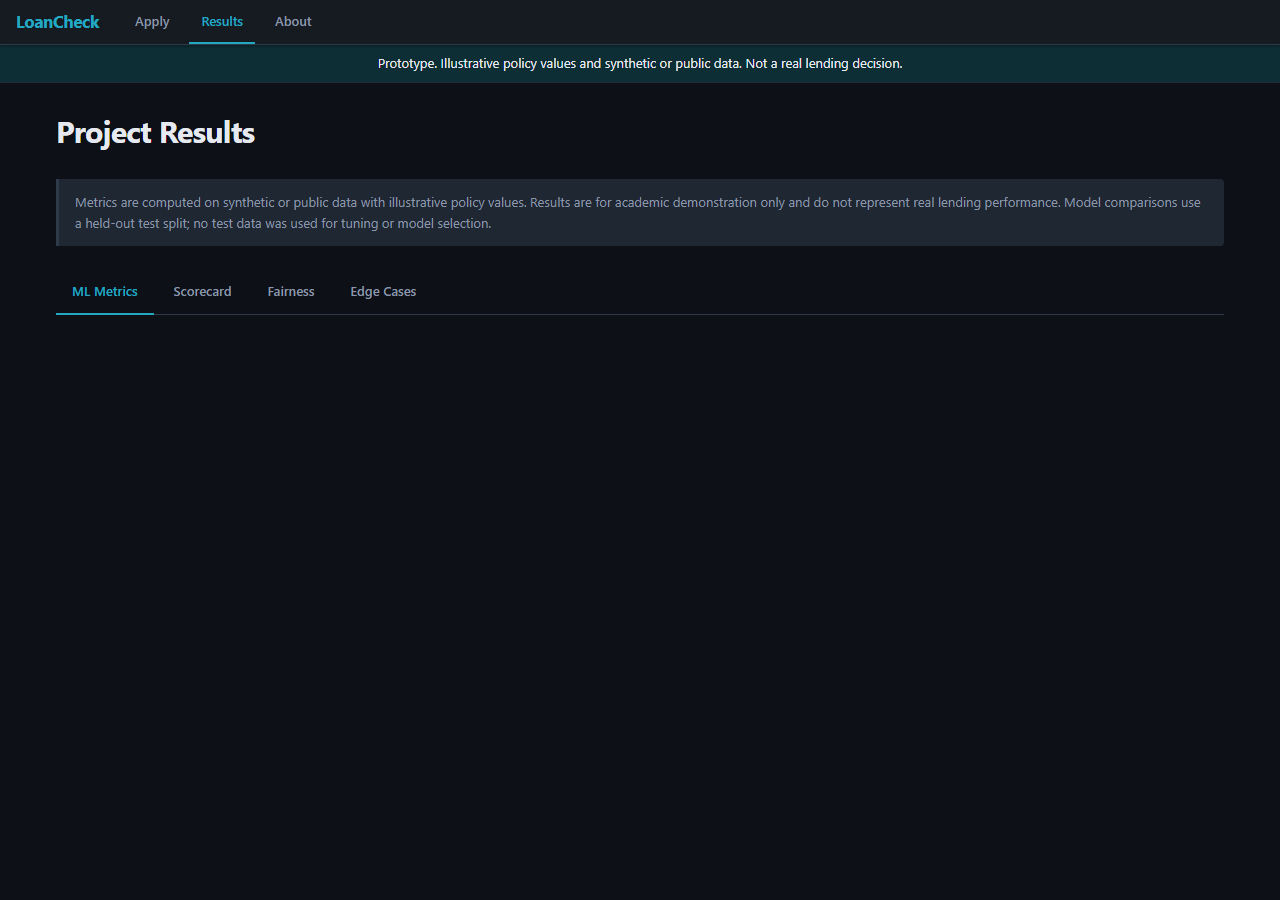 LoanCheck Apply Results About
Prototype. Illustrative policy values and synthetic or public data. Not a real lending decision.
Project Results
Metrics are computed on synthetic or public data with illustrative policy values. Results are for academic demonstration only and do not represent real lending performance. Model comparisons use
a held-out test split; no test data was used for tuning or model selection.
ML Metrics Scorecard Fairness Edge Cases